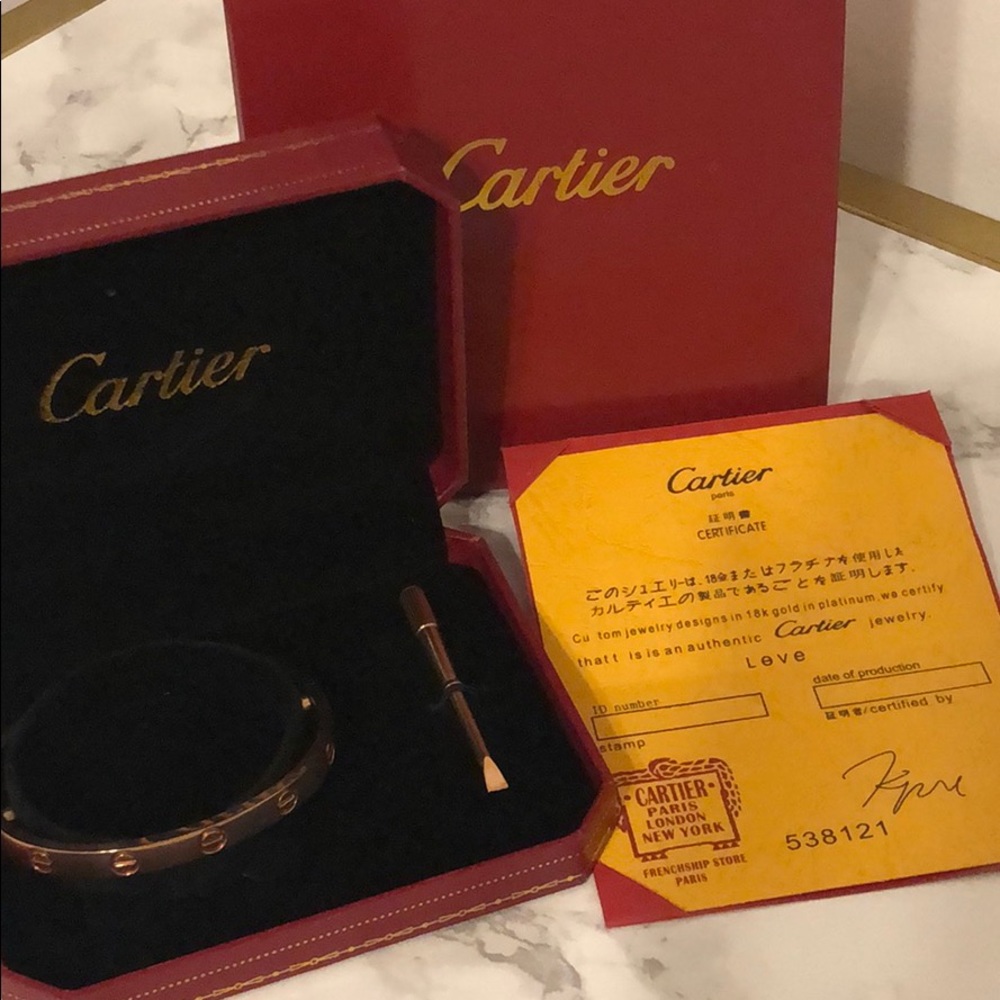 Cartier
Cartier
Cartier
paris
証明書
CERTIFICATE
このジュエリーは、18金またはプラチナを使用した
カルティエの製品であることを証明します。
Cu tom jewelry designs in 18k gold in platinum, we certify
that t is is an authentic Cartier jewelry.
Love
ID number
date of production
stamp
証明者/certified by
CARTIER
PARIS
LONDON
NEW YORK
FRENCHSHIP STORE
PARIS
538121